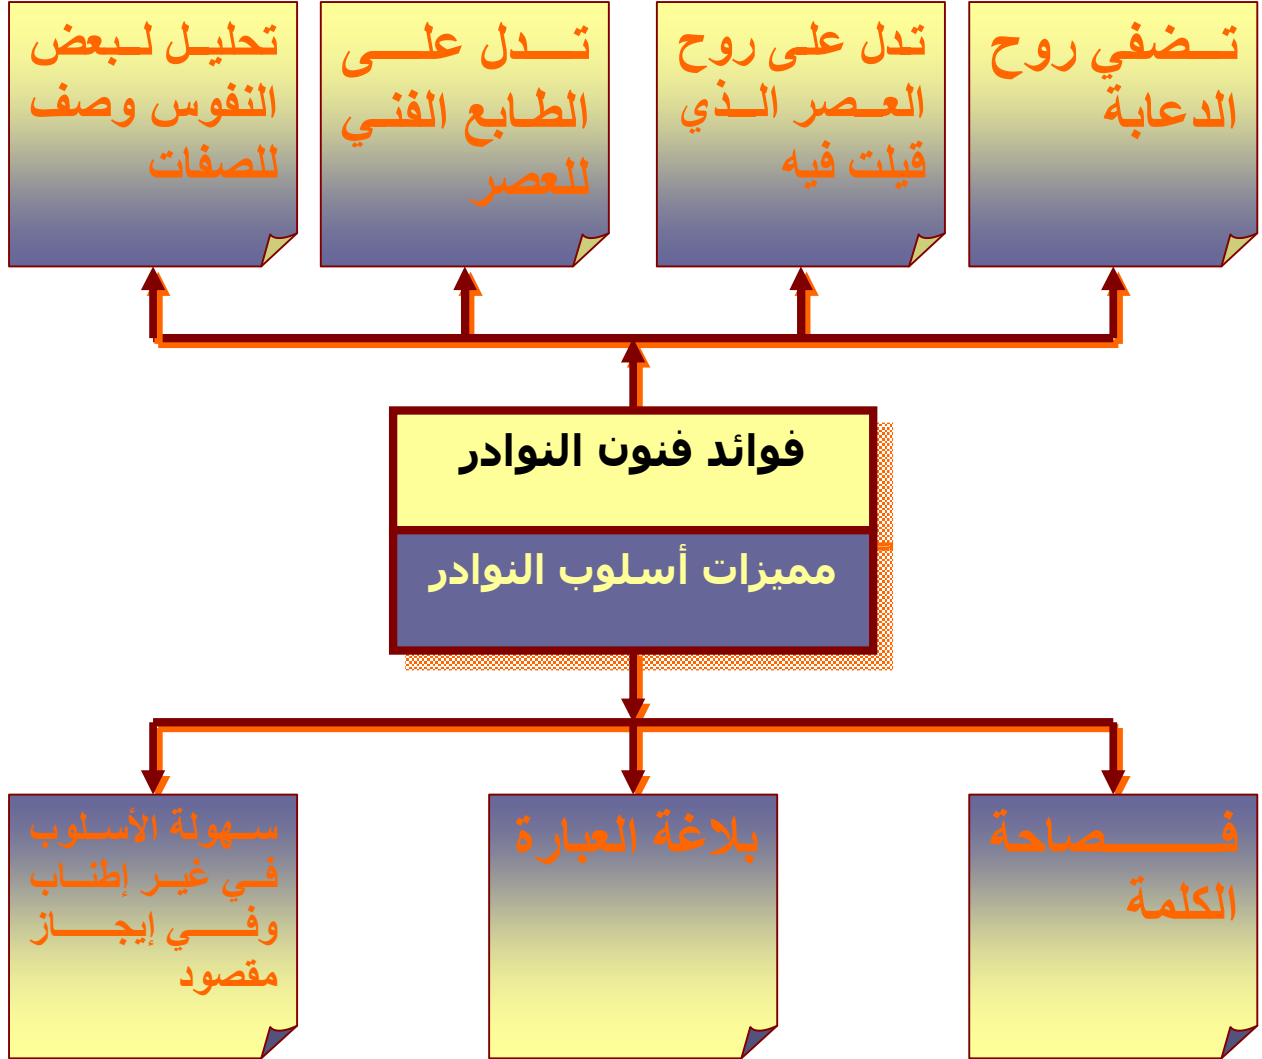 تضفي روح
الدعابة
تدل على روح
العصر الذي
قيلت فيه
تدل على
الطابع الفني
للعصر
تحليل لبعض
النفوس وصف
للصفات
فوائد فنون النوادر
مميزات أسلوب النوادر
فصاحة
الكلمة
بلاغة العبارة
سهولة الأسلوب
في غير إطناب
وفي إيجاز
مقصود